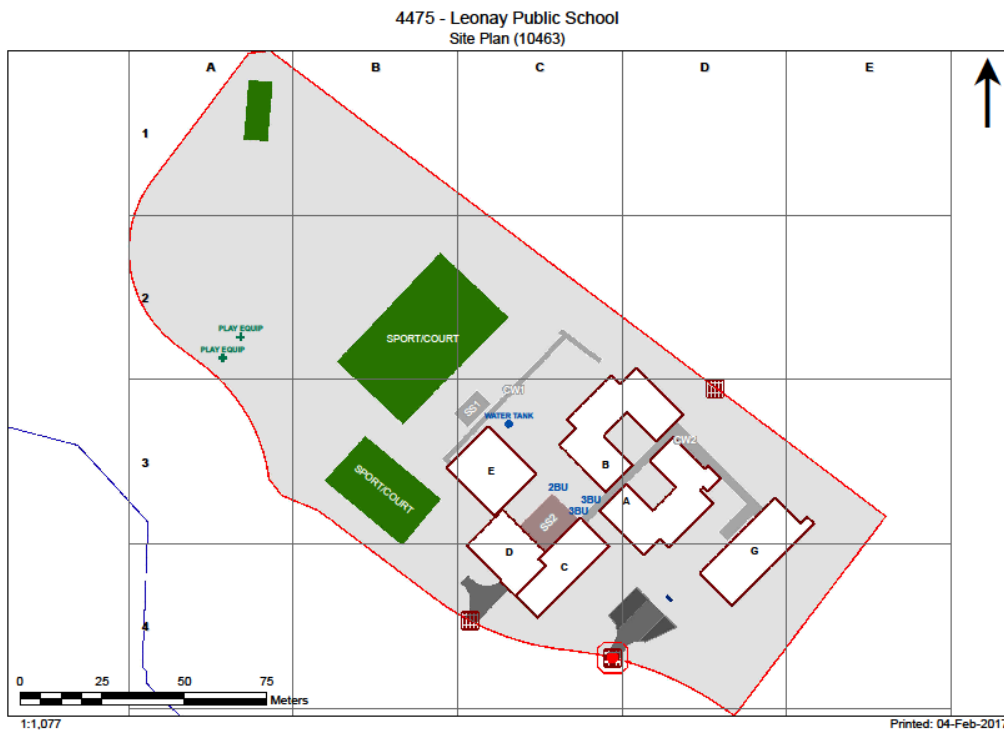 4475 - Leonay Public School
Site Plan (10463)
A
B
C
D
E
1
2
PLAY EQUIP
PLAY EQUIP
SPORT/COURT
CW1
SS1
WATER TANK
CW2
3
SPORT/COURT
E
B
2BU
3BU
A
3BU
SS2
D
C
G
4
0 25 50 75
Meters
1:1,077
Printed: 04-Feb-2017